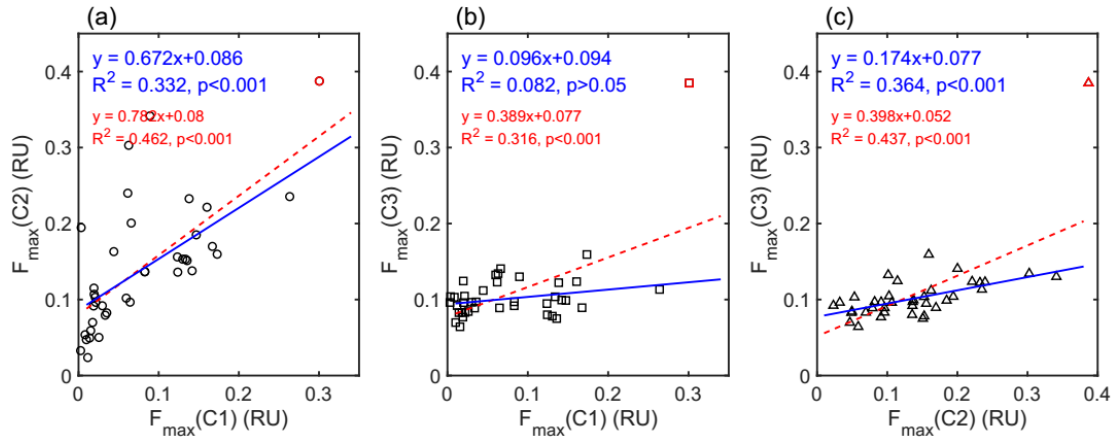 (a)
y = 0.672x+0.086
R² = 0.332, p<0.001
y = 0.782x+0.08
R² = 0.462, p<0.001
0.4
0.3
0.2
0.1
0
F_max(C2) (RU)
0 0.1 0.2 0.3
F_max(C1) (RU)
(b)
y = 0.096x+0.094
R² = 0.082, p>0.05
y = 0.389x+0.077
R² = 0.316, p<0.001
0.4
0.3
0.2
0.1
0
F_max(C3) (RU)
0 0.1 0.2 0.3
F_max(C1) (RU)
(c)
y = 0.174x+0.077
R² = 0.364, p<0.001
y = 0.398x+0.052
R² = 0.437, p<0.001
0.4
0.3
0.2
0.1
0
F_max(C3) (RU)
0 0.1 0.2 0.3 0.4
F_max(C2) (RU)